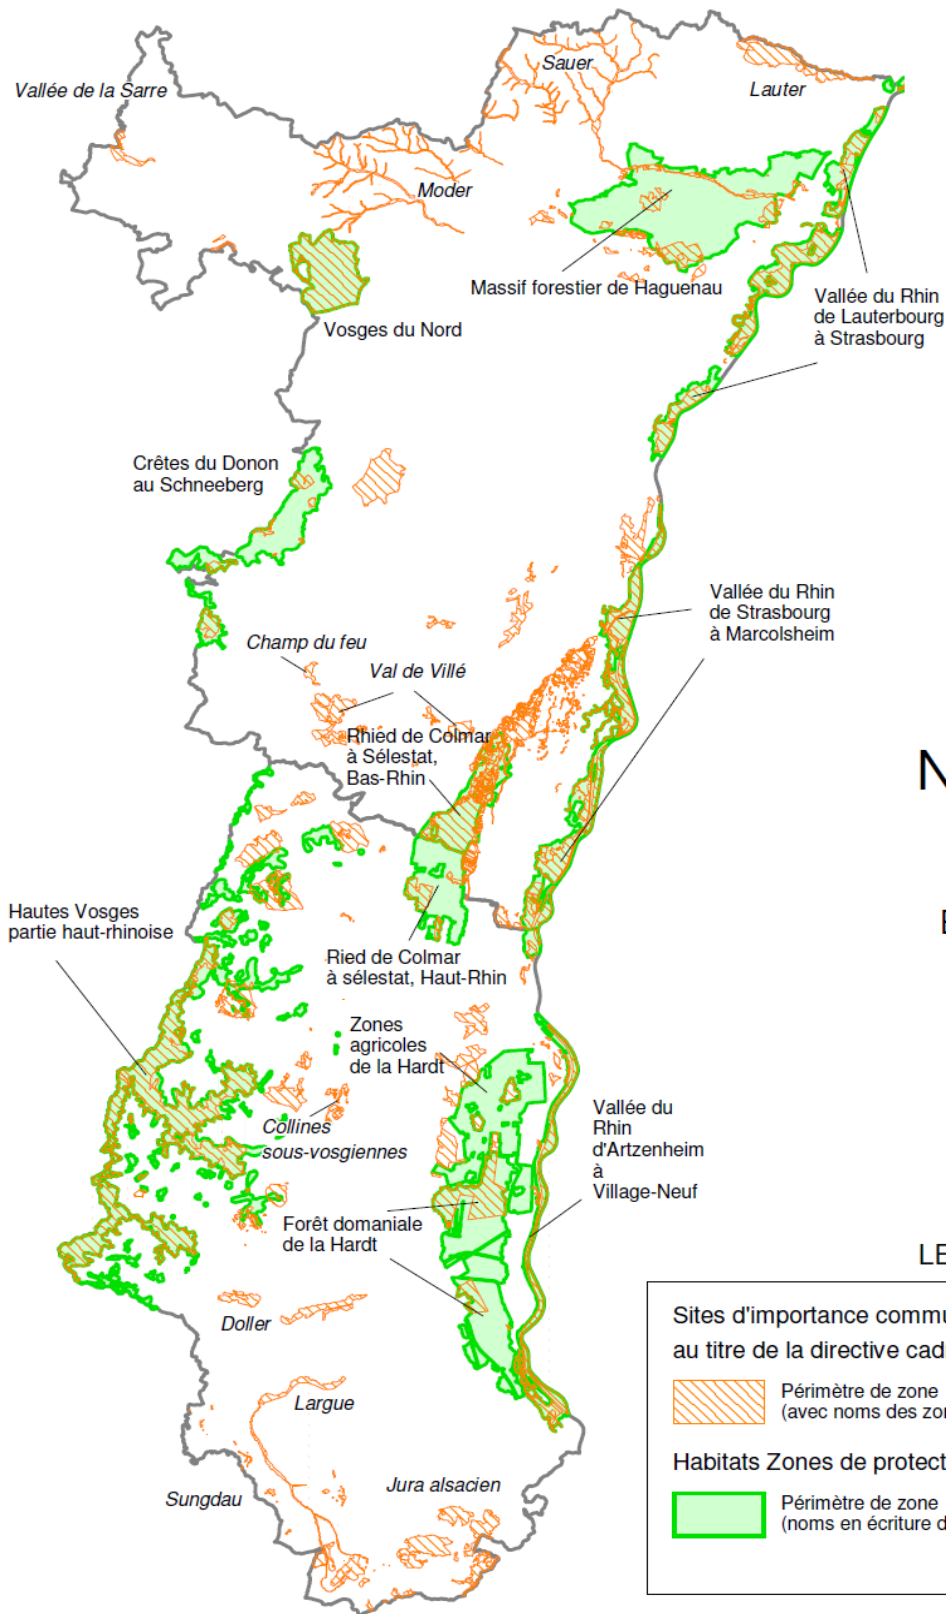 Sauer
Vallée de la Sarre
Lauter
Moder
Massif forestier de Haguenau
Vallée du Rhin
de Lauterbourg
à Strasbourg
Vosges du Nord
Crêtes du Donon
au Schneeberg
Vallée du Rhin
de Strasbourg
à Marcolsheim
Champ du feu
Val de Villé
Rhied de Colmar
à Sélestat,
Bas-Rhin
N
Hautes Vosges
partie haut-rhinoise
E
Ried de Colmar
à sélestat, Haut-Rhin
Zones
agricoles
de la Hardt
Collines
sous-vosgiennes
Vallée du
Rhin
d'Artzenheim
à
Village-Neuf
Forêt domaniale
de la Hardt
LE
Doller
Largue
Sungdau
Jura alsacien
Sites d'importance commu
au titre de la directive cad
Périmètre de zone
(avec noms des zon
Habitats Zones de protect
Périmètre de zone
(noms en écriture d